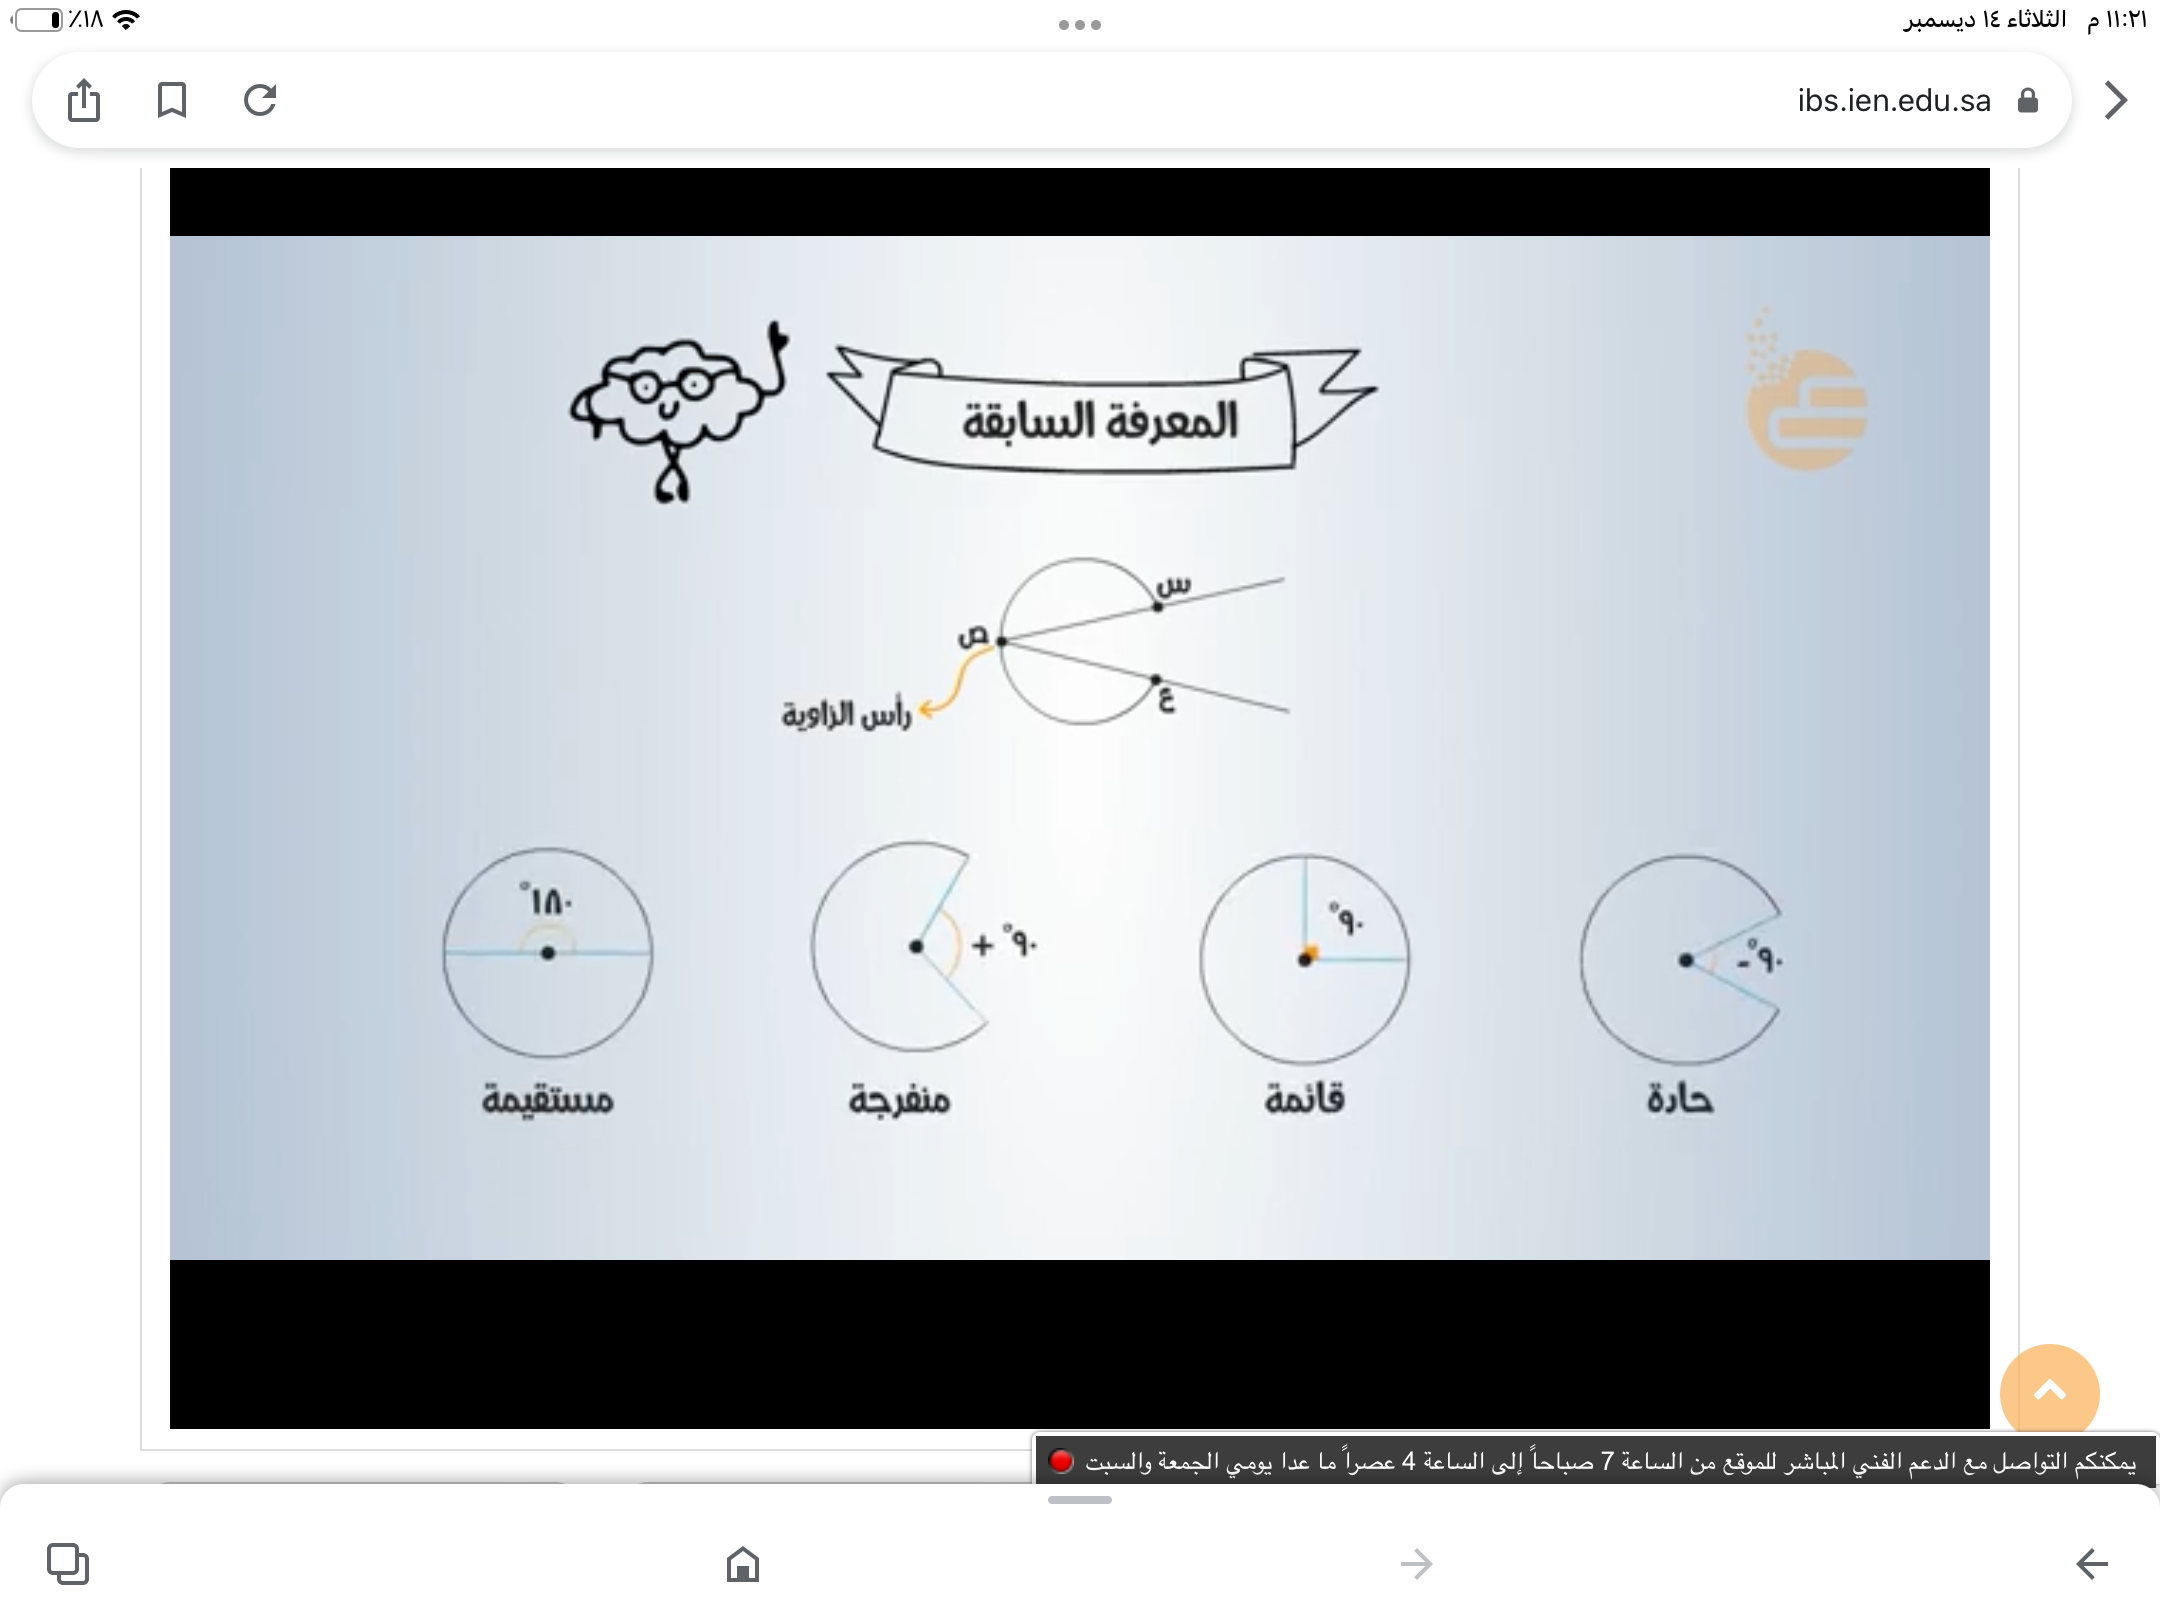 ١١:٢١ م الثلاثاء ١٤ ديسمبر
٪١٨
ibs.ien.edu.sa
المعرفة السابقة
س
ص
ع
رأس الزاوية
-°٩٠
°٩٠
+ °٩٠
°١٨٠
حادة
قائمة
منفرجة
مستقيمة
يمكنكم التواصل مع الدعم الفني المباشر للموقع من الساعة 7 صباحاً إلى الساعة 4 عصراً ما عدا يومي الجمعة والسبت